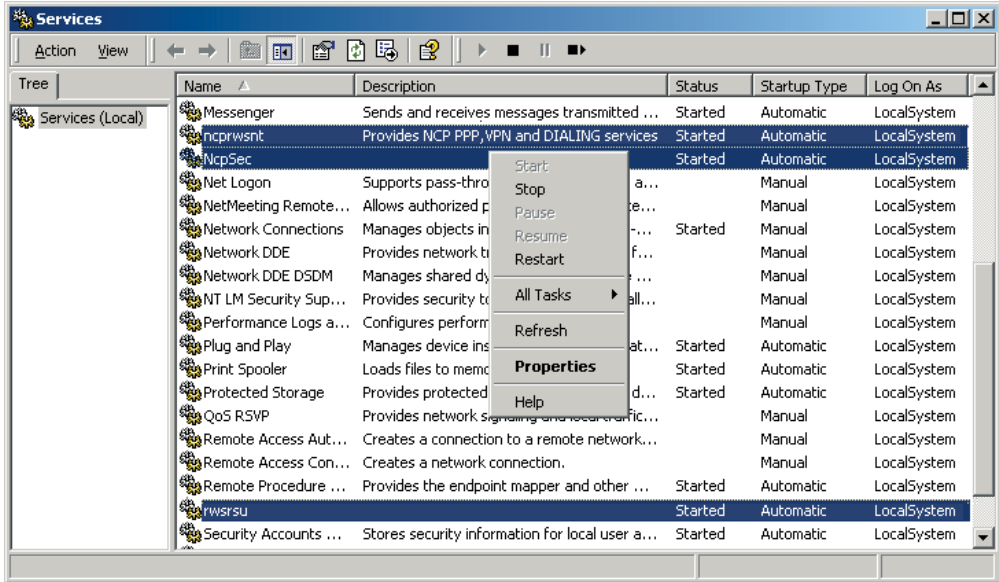 Services
Action View
Tree
Services (Local)
Name Description Status Startup Type Log On As
Messenger Sends and receives messages transmitted ... Started Automatic LocalSystem
ncprwsnt Provides NCP PPP,VPN and DIALING services Started Automatic LocalSystem
NcpSec Started Automatic LocalSystem
Net Logon Supports pass-thro a... Manual LocalSystem
NetMeeting Remote... Allows authorized p te... Manual LocalSystem
Network Connections Manages objects in -... Started Manual LocalSystem
Network DDE Provides network tr f... Manual LocalSystem
Network DDE DSDM Manages shared dy ... Manual LocalSystem
NT LM Security Sup... Provides security to all... Manual LocalSystem
Performance Logs a... Configures perform Manual LocalSystem
Plug and Play Manages device ins at... Started Automatic LocalSystem
Print Spooler Loads files to memo Started Automatic LocalSystem
Protected Storage Provides protected d... Started Automatic LocalSystem
QoS RSVP Provides network signaling and local traffic... Manual LocalSystem
Remote Access Aut... Creates a connection to a remote network... Manual LocalSystem
Remote Access Con... Creates a network connection. Manual LocalSystem
Remote Procedure ... Provides the endpoint mapper and other ... Started Automatic LocalSystem
rwsrsu Started Automatic LocalSystem
Security Accounts ... Stores security information for local user a... Started Automatic LocalSystem
Start
Stop
Pause
Resume
Restart
All Tasks
Refresh
Properties
Help